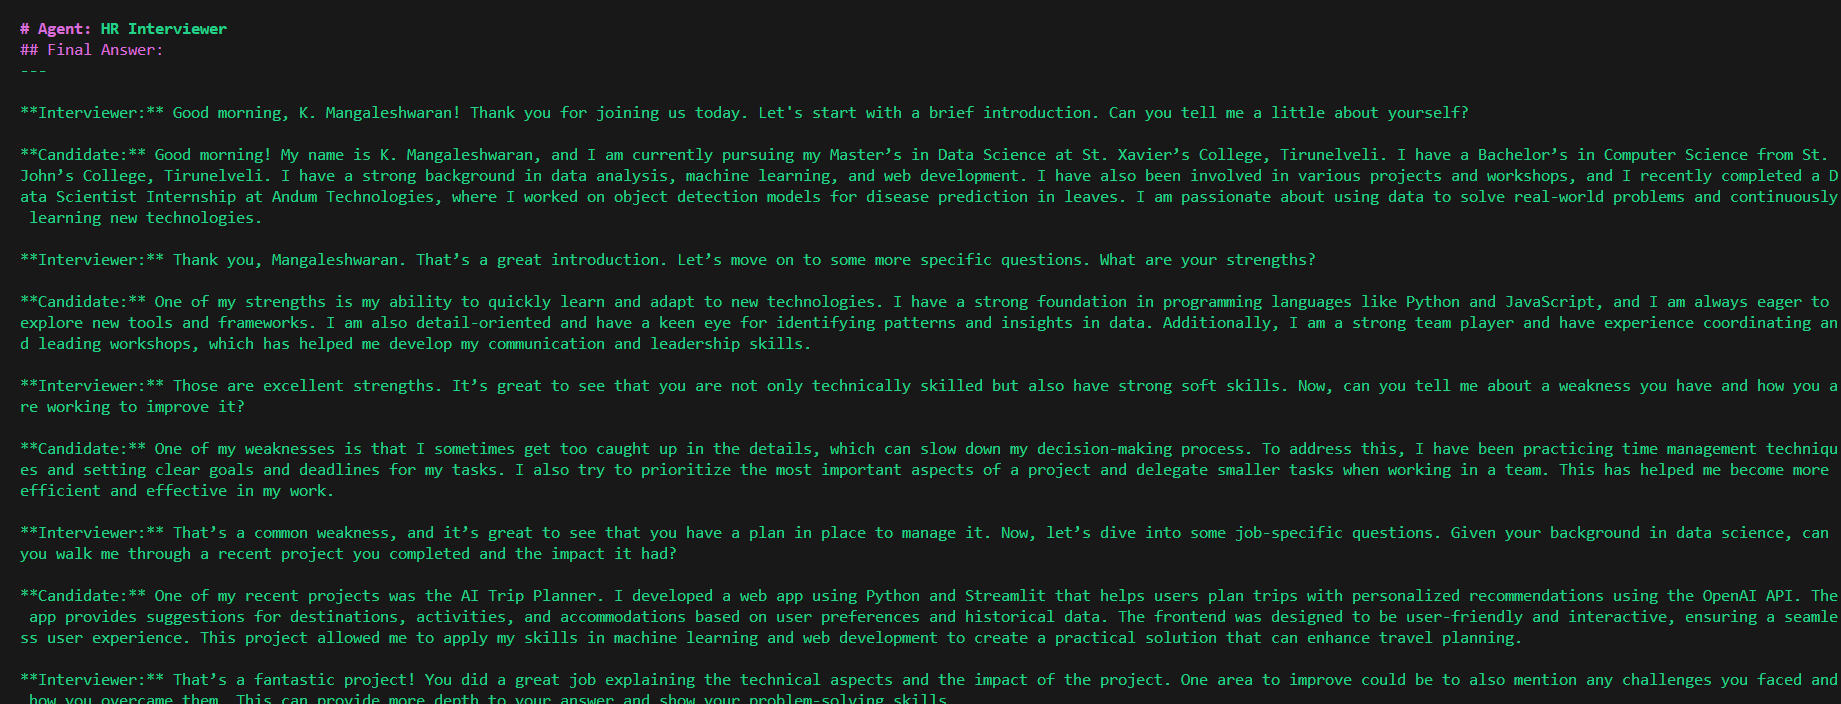 # Agent: HR Interviewer
## Final Answer:
---
**Interviewer:** Good morning, K. Mangaleshwaran! Thank you for joining us today. Let's start with a brief introduction. Can you tell me a little about yourself?
**Candidate:** Good morning! My name is K. Mangaleshwaran, and I am currently pursuing my Master’s in Data Science at St. Xavier’s College, Tirunelveli. I have a Bachelor’s in Computer Science from St.
John’s College, Tirunelveli. I have a strong background in data analysis, machine learning, and web development. I have also been involved in various projects and workshops, and I recently completed a D
ata Scientist Internship at Andum Technologies, where I worked on object detection models for disease prediction in leaves. I am passionate about using data to solve real-world problems and continuously
learning new technologies.
**Interviewer:** Thank you, Mangaleshwaran. That’s a great introduction. Let’s move on to some more specific questions. What are your strengths?
**Candidate:** One of my strengths is my ability to quickly learn and adapt to new technologies. I have a strong foundation in programming languages like Python and JavaScript, and I am always eager to
explore new tools and frameworks. I am also detail-oriented and have a keen eye for identifying patterns and insights in data. Additionally, I am a strong team player and have experience coordinating an
d leading workshops, which has helped me develop my communication and leadership skills.
**Interviewer:** Those are excellent strengths. It’s great to see that you are not only technically skilled but also have strong soft skills. Now, can you tell me about a weakness you have and how you a
re working to improve it?
**Candidate:** One of my weaknesses is that I sometimes get too caught up in the details, which can slow down my decision-making process. To address this, I have been practicing time management techniqu
es and setting clear goals and deadlines for my tasks. I also try to prioritize the most important aspects of a project and delegate smaller tasks when working in a team. This has helped me become more
efficient and effective in my work.
**Interviewer:** That’s a common weakness, and it’s great to see that you have a plan in place to manage it. Now, let’s dive into some job-specific questions. Given your background in data science, can
you walk me through a recent project you completed and the impact it had?
**Candidate:** One of my recent projects was the AI Trip Planner. I developed a web app using Python and Streamlit that helps users plan trips with personalized recommendations using the OpenAI API. The
app provides suggestions for destinations, activities, and accommodations based on user preferences and historical data. The frontend was designed to be user-friendly and interactive, ensuring a seamle
ss user experience. This project allowed me to apply my skills in machine learning and web development to create a practical solution that can enhance travel planning.
**Interviewer:** That’s a fantastic project! You did a great job explaining the technical aspects and the impact of the project. One area to improve could be to also mention any challenges you faced and
how you overcame them. This can provide more depth to your answer and show your problem-solving skills.